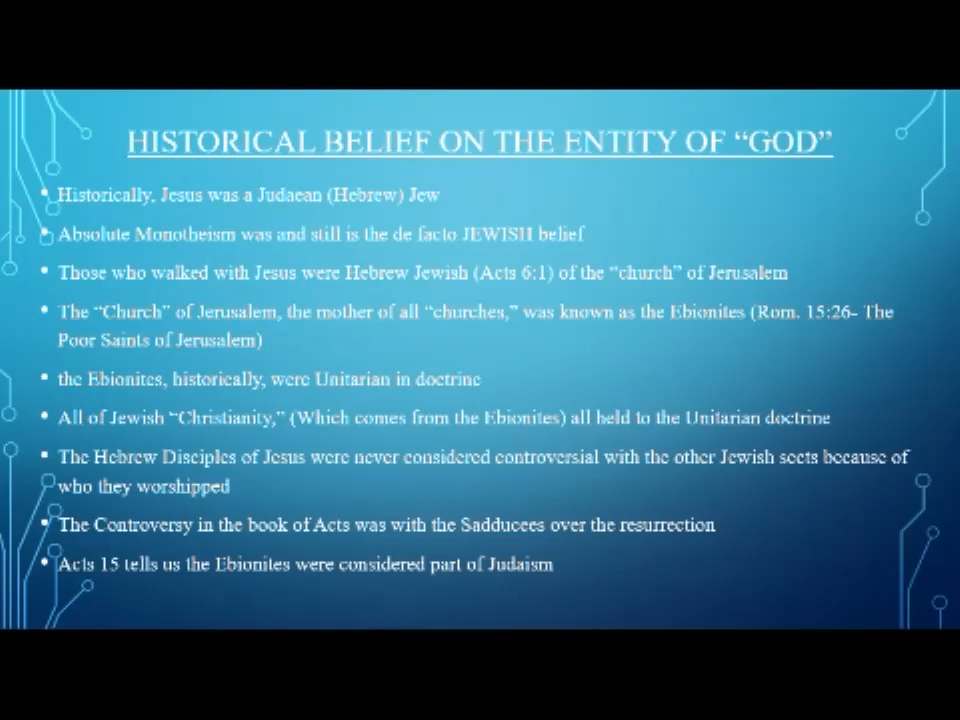 HISTORICAL BELIEF ON THE ENTITY OF “GOD”
• Historically, Jesus was a Judaean (Hebrew) Jew
• Absolute Monotheism was and still is the de facto JEWISH belief
• Those who walked with Jesus were Hebrew Jewish (Acts 6:1) of the “church” of Jerusalem
• The “Church” of Jerusalem, the mother of all “churches,” was known as the Ebionites (Rom. 15:26- The
Poor Saints of Jerusalem)
• the Ebionites, historically, were Unitarian in doctrine
• All of Jewish “Christianity,” (Which comes from the Ebionites) all held to the Unitarian doctrine
• The Hebrew Disciples of Jesus were never considered controversial with the other Jewish sects because of
who they worshipped
• The Controversy in the book of Acts was with the Sadducees over the resurrection
• Acts 15 tells us the Ebionites were considered part of Judaism